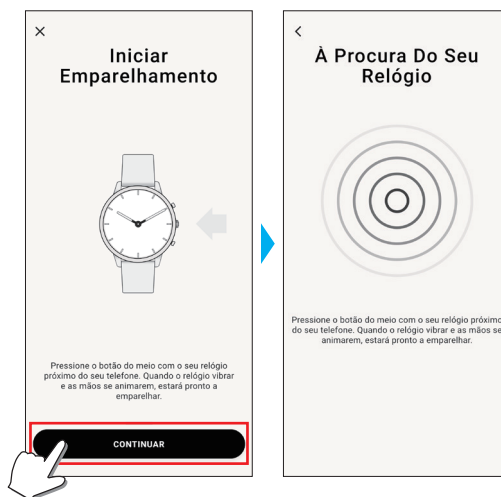 Iniciar
Emparelhamento
Pressione o botão do meio com o seu relógio
próximo do seu telefone. Quando o relógio vibrar
e as mãos se animarem, estará pronto a
emparelhar.
CONTINUAR
À Procura Do Seu
Relógio
Pressione o botão do meio com o seu relógio próximo
do seu telefone. Quando o relógio vibrar e as mãos se
animarem, estará pronto a emparelhar.